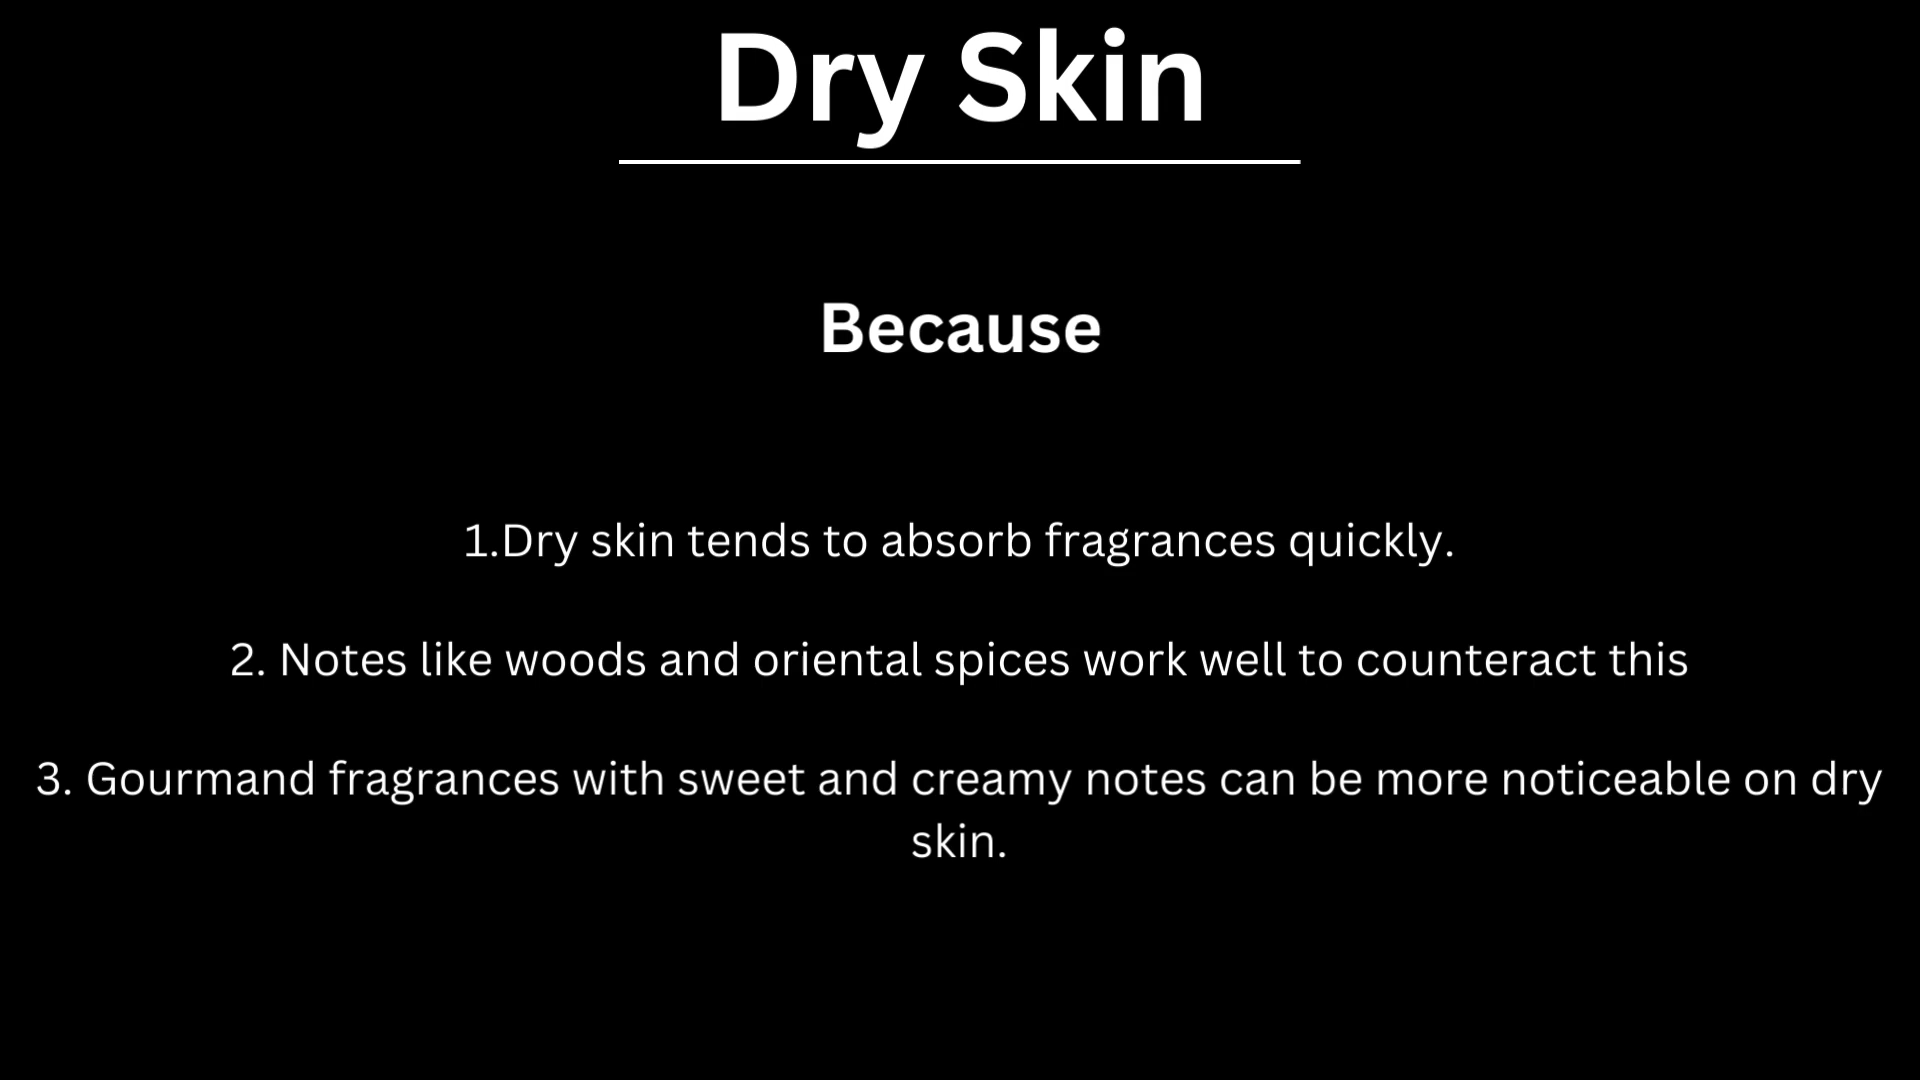 Dry Skin
Because
1.Dry skin tends to absorb fragrances quickly.
2. Notes like woods and oriental spices work well to counteract this
3. Gourmand fragrances with sweet and creamy notes can be more noticeable on dry
skin.